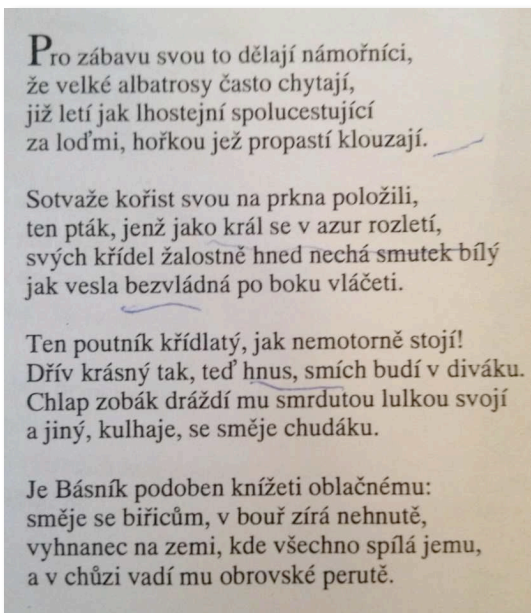 Pro zábavu svou to dělají námořníci,
že velké albatrosy často chytají,
již letí jak lhostejní spolucestující
za loďmi, hořkou jež propastí klouzají.
Sotvaže kořist svou na prkna položili,
ten pták, jenž jako král se v azur rozletí,
svých křídel žalostně hned nechá smutek bílý
jak vesla bezvládná po boku vláčeti.
Ten poutník křídlatý, jak nemotorně stojí!
Dřív krásný tak, teď hnus, smích budí v diváku.
Chlap zobák dráždí mu smrdutou lulkou svojí
a jiný, kulhaje, se směje chudáku.
Je Básník podoben knížeti oblačnému:
směje se biřicům, v bouř zírá nehnutě,
vyhnanec na zemi, kde všechno spílá jemu,
a v chůzi vadí mu obrovské perutě.